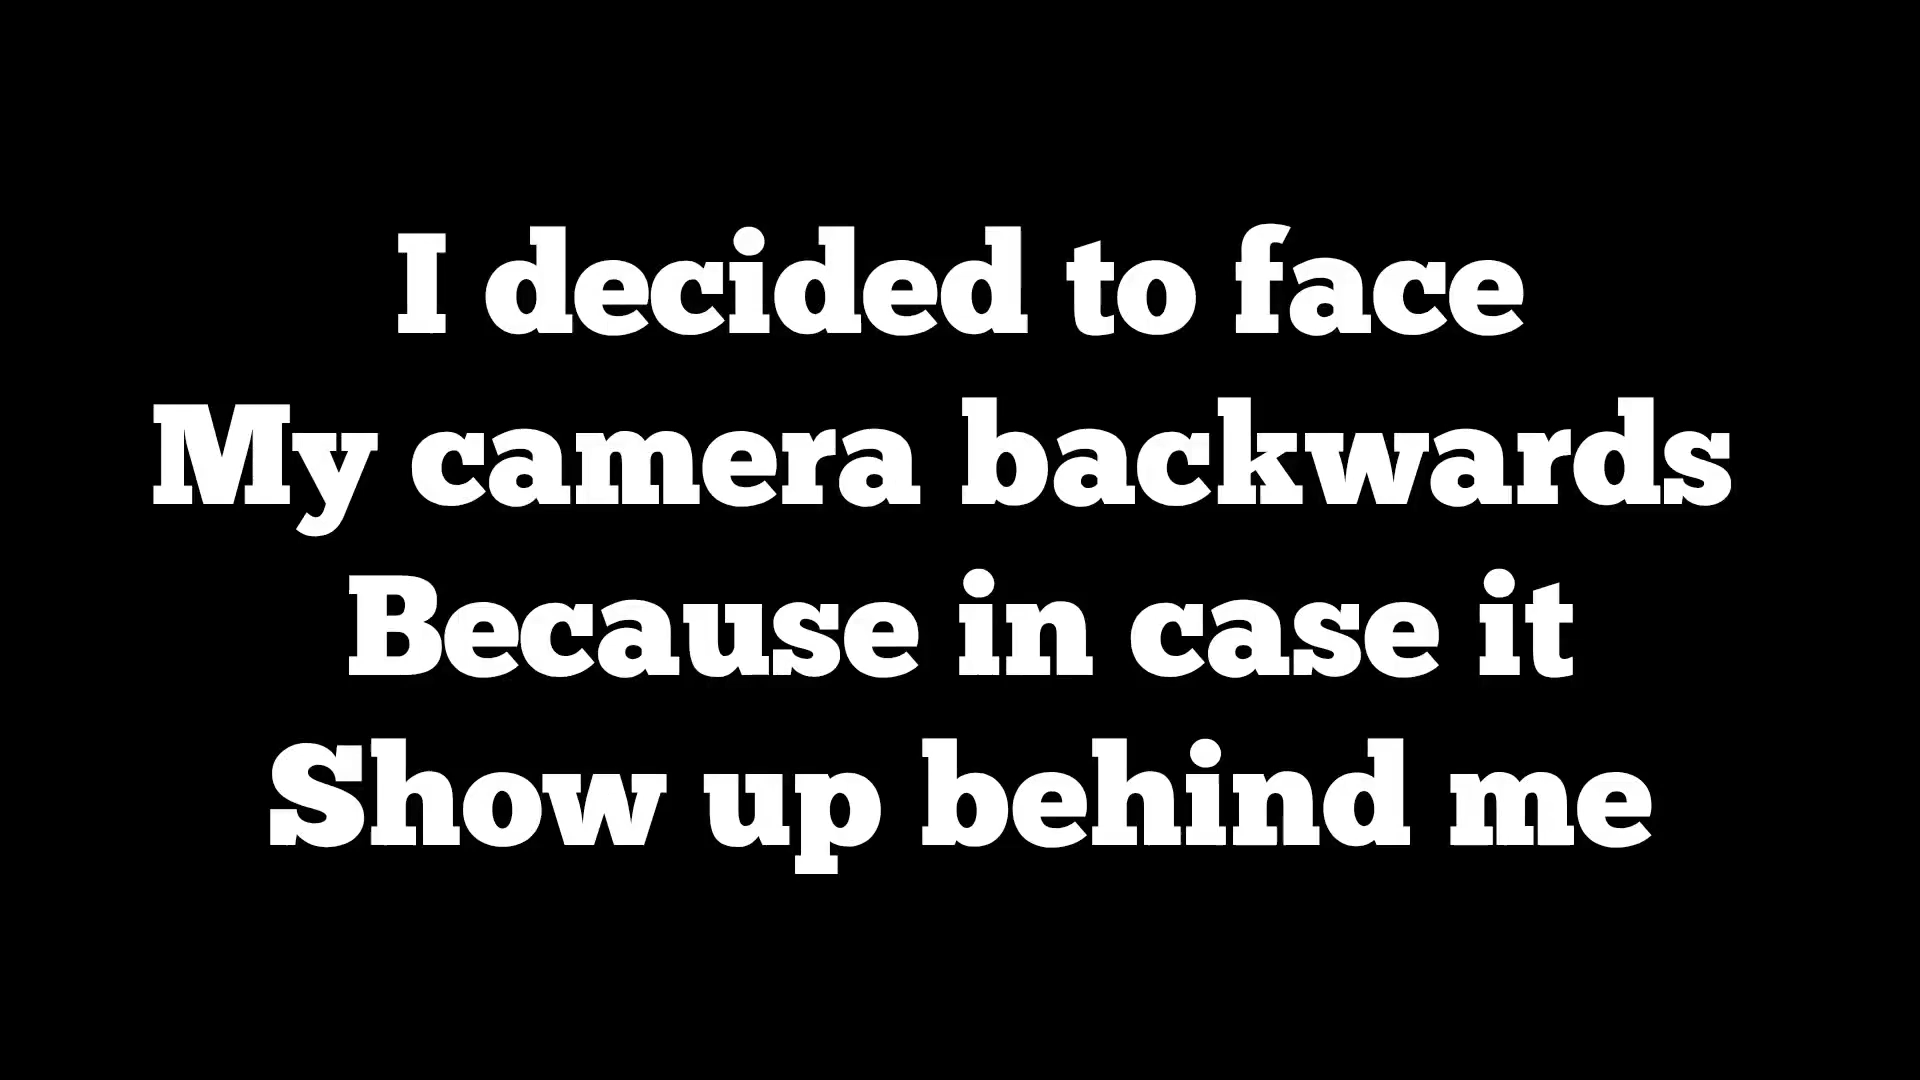 I decided to face
My camera backwards
Because in case it
Show up behind me